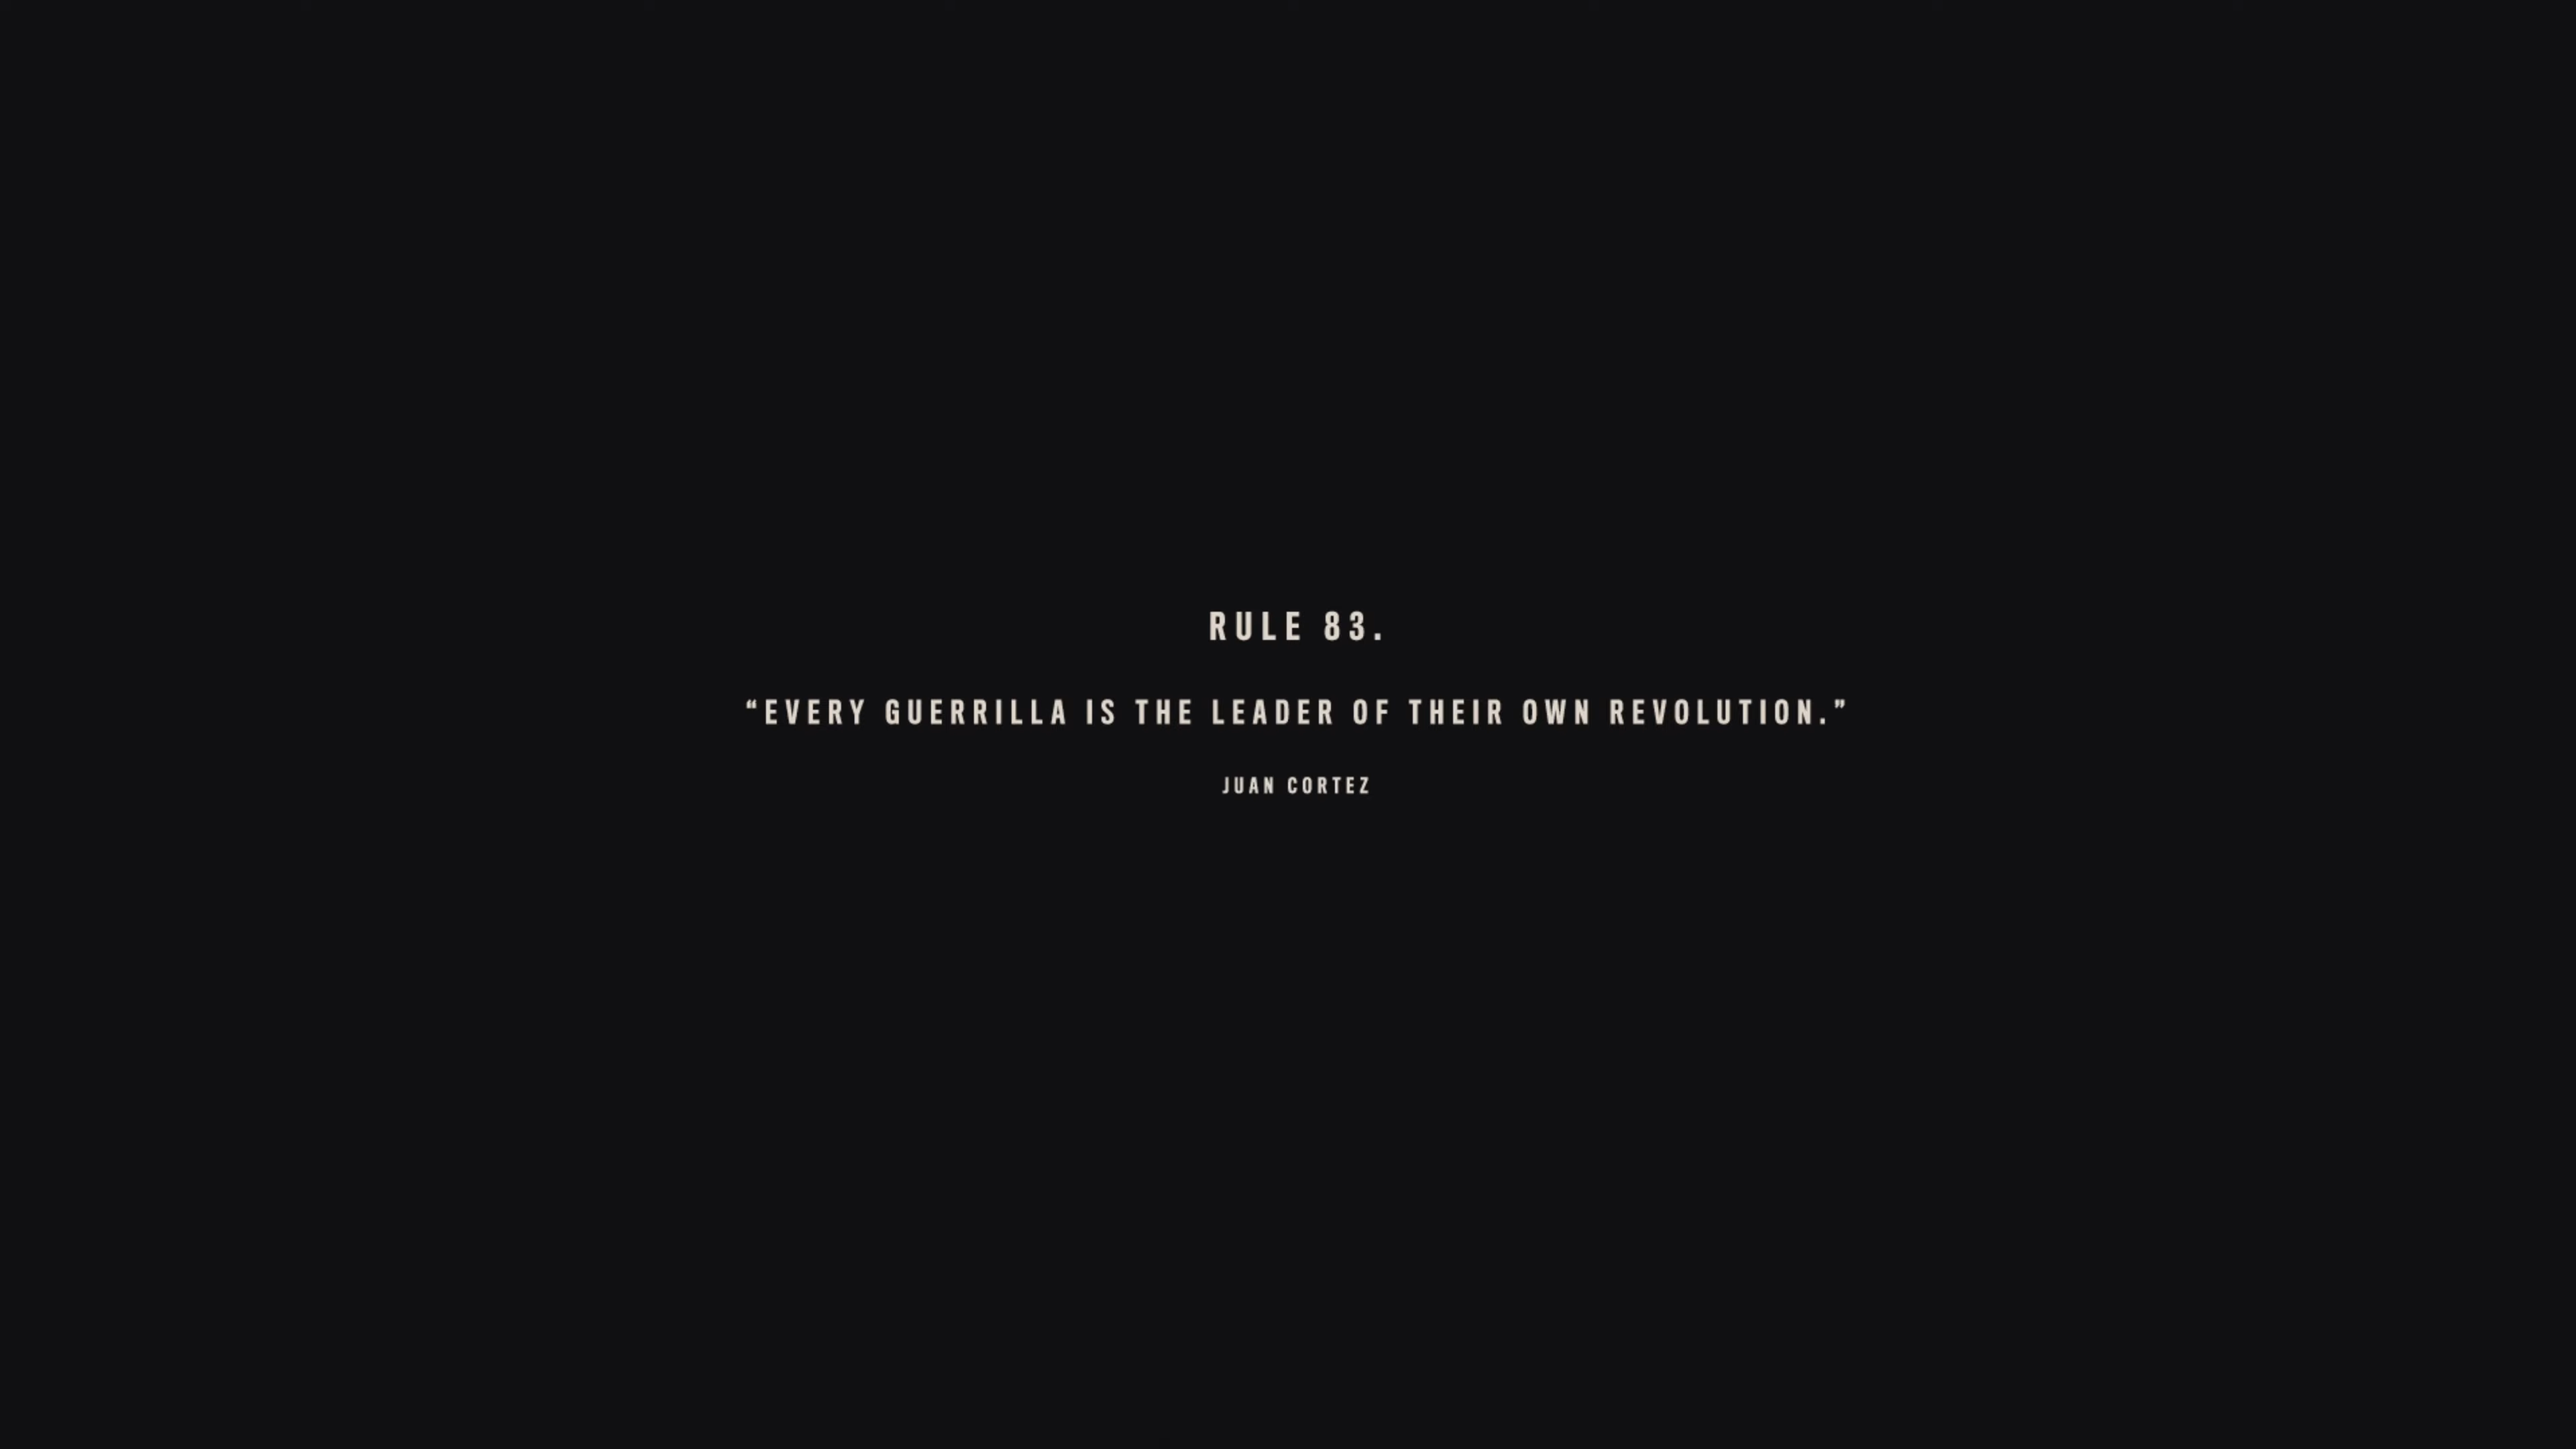 RULE 83.
“EVERY GUERRILLA IS THE LEADER OF THEIR OWN REVOLUTION.”
JUAN CORTEZ